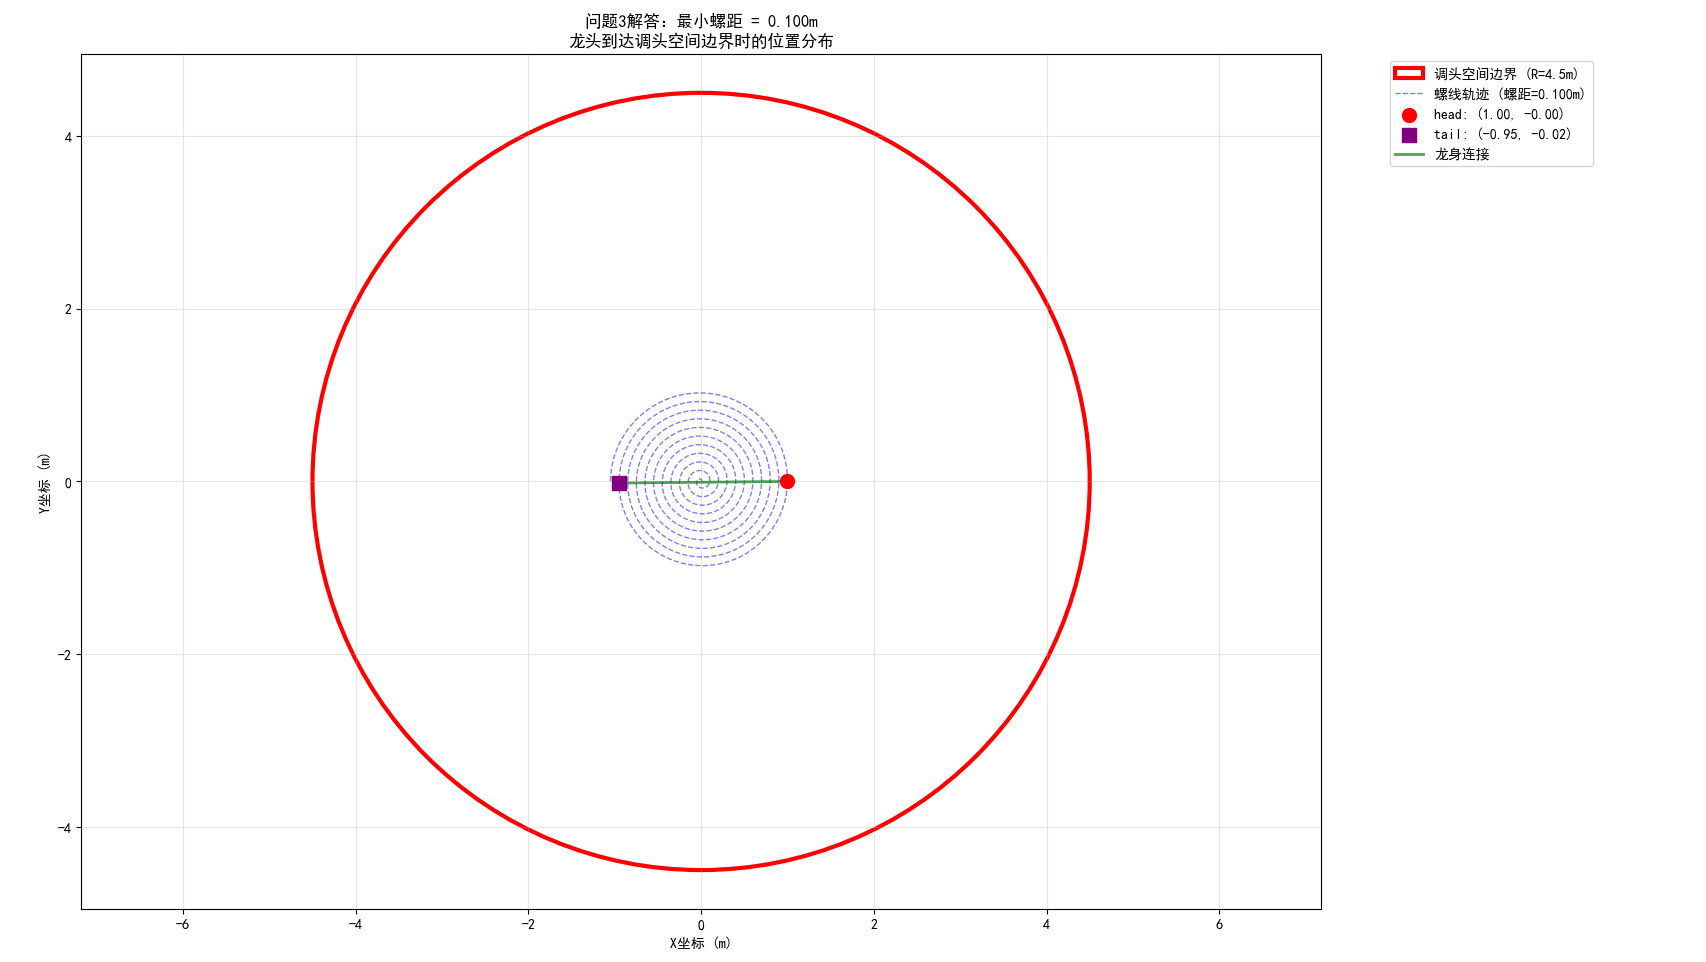 问题3解答：最小螺距 = 0.100m
龙头到达调头空间边界时的位置分布
调头空间边界 (R=4.5m)
螺线轨迹 (螺距=0.100m)
head: (1.00, -0.00)
tail: (-0.95, -0.02)
龙身连接
Y坐标 (m)
4
2
0
−2
−4
−6
−4
−2
0
2
4
6
X坐标 (m)